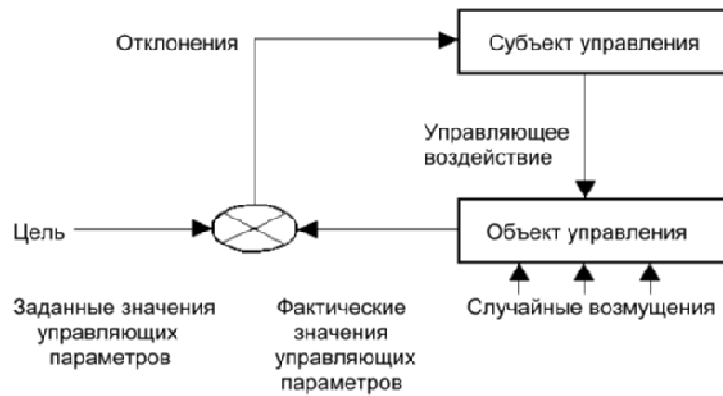 Отклонения
Субъект управления
Управляющее
воздействие
Цель
Объект управления
Заданные значения
управляющих
параметров
Фактические
значения
управляющих
параметров
Случайные возмущения